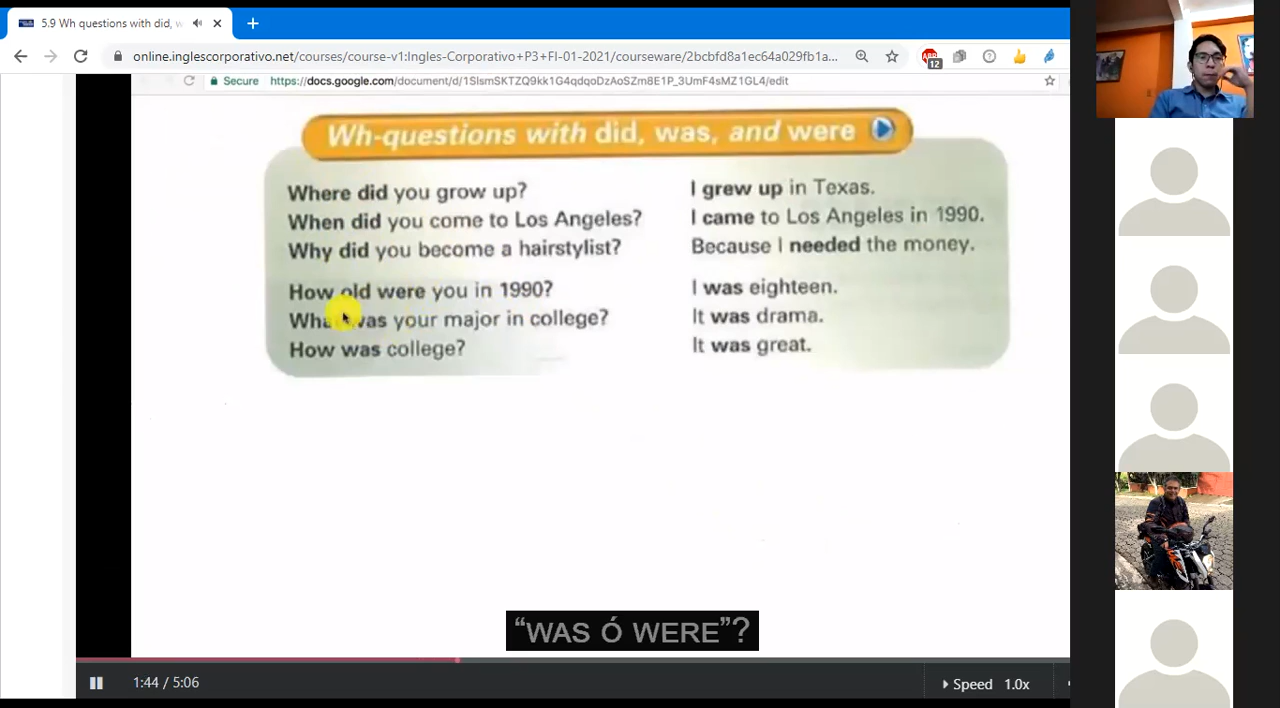 5.9 Wh questions with did, w
online.inglescorporativo.net/courses/course-v1:Ingles-Corporativo+P3+11-01-2021/courseware/2bcbfd8a1ec64a029fb1a...
12
Secure https://docs.google.com/document/d/1SlsmSKTZQ9kk1G4qdqoDzAoSZm8E1P_3UmF4sMZ1GL4/edit
Wh-questions with did, was, and were
Where did you grow up? I grew up in Texas.
When did you come to Los Angeles? I came to Los Angeles in 1990.
Why did you become a hairstylist? Because I needed the money.
How old were you in 1990? I was eighteen.
What was your major in college? It was drama.
How was college? It was great.
“WAS Ó WERE”?
1:44 / 5:06
Speed 1.0x